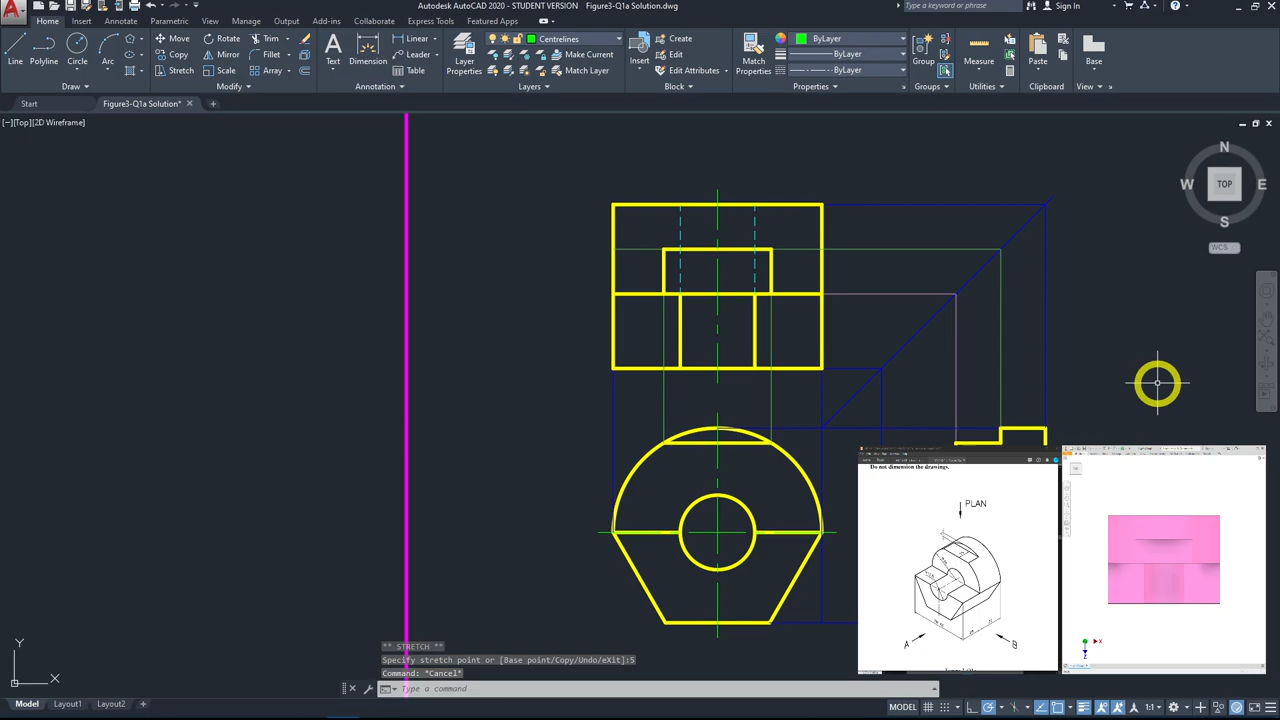 Autodesk AutoCAD 2020 - STUDENT VERSION Figure3-Q1a Solution.dwg
Type a keyword or phrase
Sign In
Home Insert Annotate Parametric View Manage Output Add-ins Collaborate Express Tools Featured Apps
Line Polyline Circle Arc
Move Rotate Trim
Copy Mirror Fillet
Stretch Scale Array
Text Dimension
Linear
Leader
Table
Layer Properties
Centrelines
Make Current
Match Layer
Insert
Create
Edit
Edit Attributes
Match Properties
ByLayer
ByLayer
ByLayer
Group
Measure
Paste
Base
Draw Modify Annotation Layers Block Properties Groups Utilities Clipboard View
Start Figure3-Q1a Solution*
[−][Top][2D Wireframe]
N
W TOP E
S
WCS
Do not dimension the drawings.
PLAN
A B
X
Z
** STRETCH **
Specify stretch point or [Base point/Copy/Undo/eXit]:S
Command: *Cancel*
Type a command
Y
X
Model Layout1 Layout2
MODEL 1:1